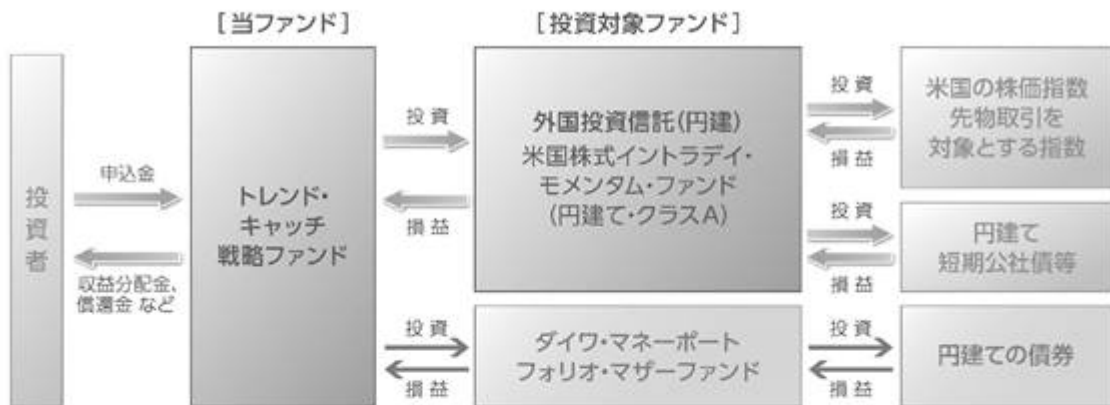 [当ファンド]
[投資対象ファンド]
投資者
申込金
収益分配金、
償還金 など
トレンド・
キャッチ
戦略ファンド
投資
損益
外国投資信託(円建)
米国株式イントラデイ・
モメンタム・ファンド
(円建て・クラスA)
投資
損益
米国の株価指数
先物取引を
対象とする指数
投資
損益
円建て
短期公社債等
投資
損益
ダイワ・マネーポート
フォリオ・マザーファンド
投資
損益
円建ての債券